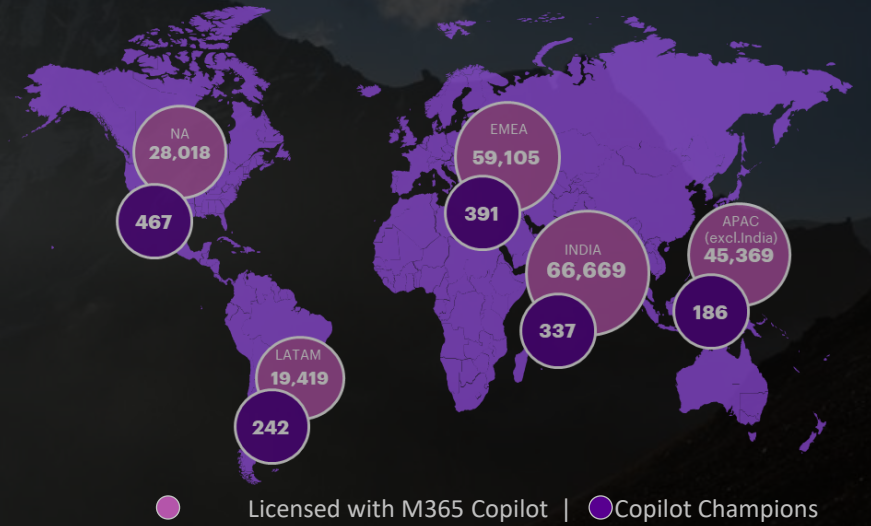 NA
28,018
467
EMEA
59,105
391
INDIA
66,669
337
APAC
(excl.India)
45,369
186
LATAM
19,419
242
Licensed with M365 Copilot | Copilot Champions